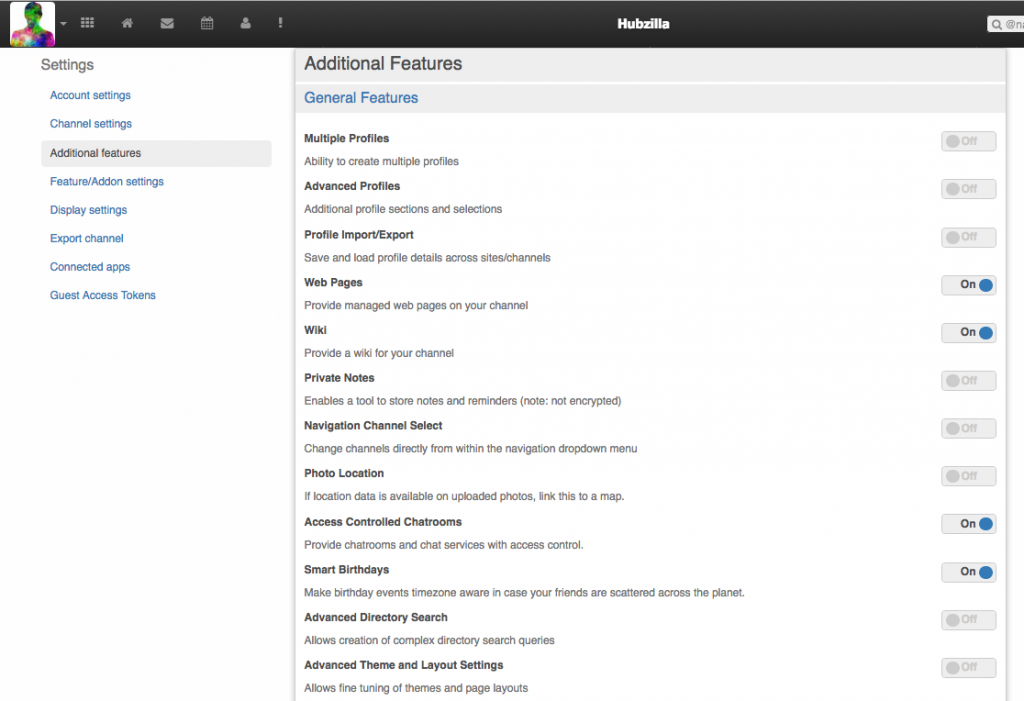 Hubzilla
@na
Settings
Account settings
Channel settings
Additional features
Feature/Addon settings
Display settings
Export channel
Connected apps
Guest Access Tokens
Additional Features
General Features
Multiple Profiles
Off
Ability to create multiple profiles
Advanced Profiles
Off
Additional profile sections and selections
Profile Import/Export
Off
Save and load profile details across sites/channels
Web Pages
On
Provide managed web pages on your channel
Wiki
On
Provide a wiki for your channel
Private Notes
Off
Enables a tool to store notes and reminders (note: not encrypted)
Navigation Channel Select
Off
Change channels directly from within the navigation dropdown menu
Photo Location
Off
If location data is available on uploaded photos, link this to a map.
Access Controlled Chatrooms
On
Provide chatrooms and chat services with access control.
Smart Birthdays
On
Make birthday events timezone aware in case your friends are scattered across the planet.
Advanced Directory Search
Off
Allows creation of complex directory search queries
Advanced Theme and Layout Settings
Off
Allows fine tuning of themes and page layouts